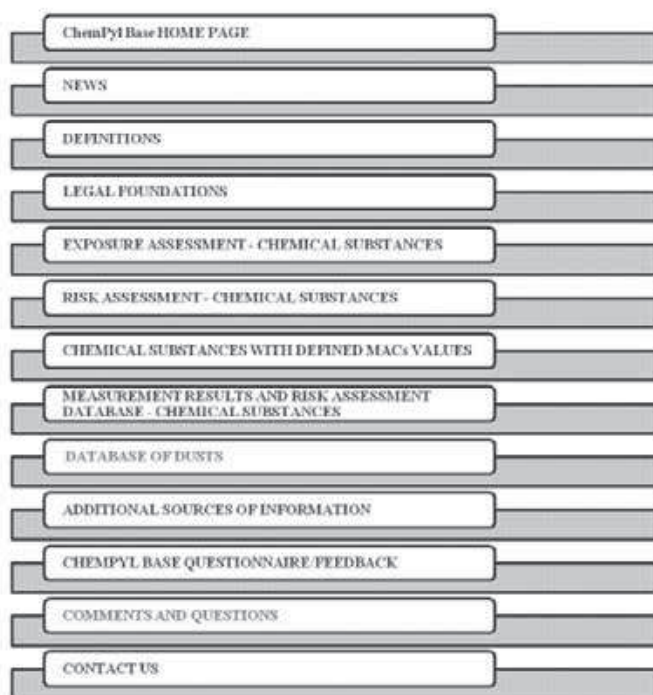 ChemPyl Base HOME PAGE
NEWS
DEFINITIONS
LEGAL FOUNDATIONS
EXPOSURE ASSESSMENT - CHEMICAL SUBSTANCES
RISK ASSESSMENT - CHEMICAL SUBSTANCES
CHEMICAL SUBSTANCES WITH DEFINED MACs VALUES
MEASUREMENT RESULTS AND RISK ASSESSMENT
DATABASE - CHEMICAL SUBSTANCES
DATABASE OF DUSTS
ADDITIONAL SOURCES OF INFORMATION
CHEMPYL BASE QUESTIONNAIRE/FEEDBACK
COMMENTS AND QUESTIONS
CONTACT US